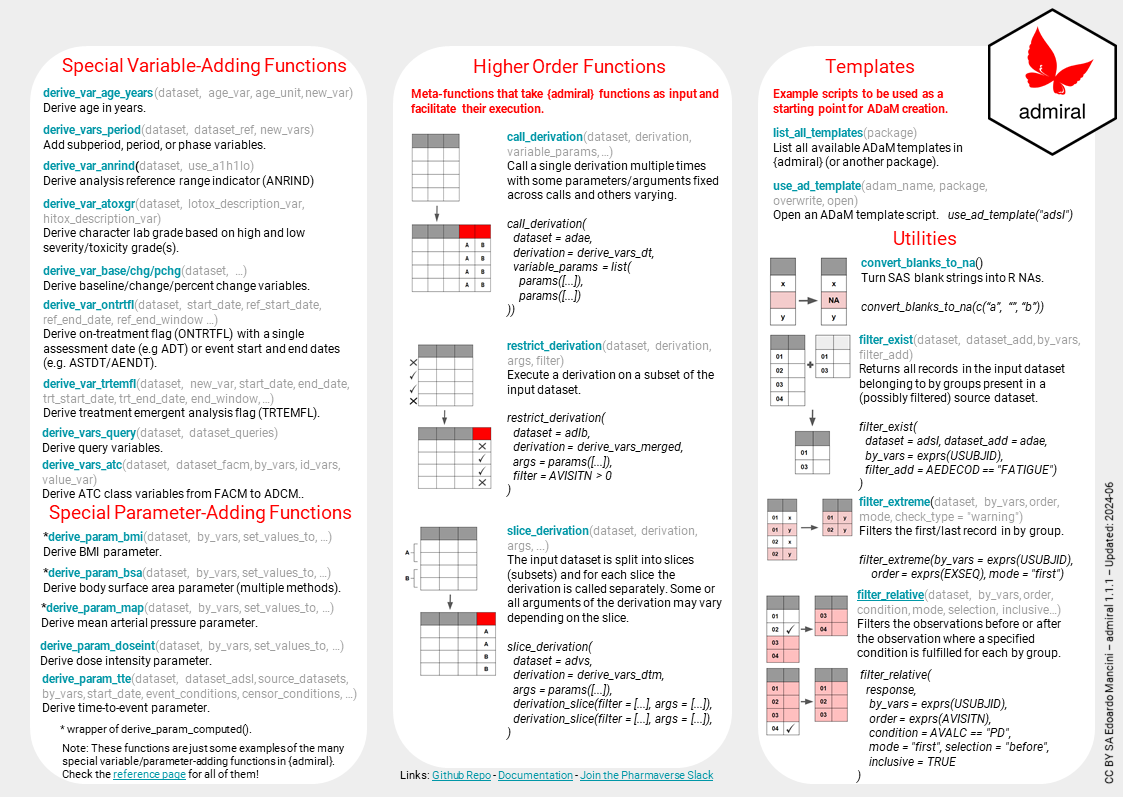 Special Variable-Adding Functions
derive_var_age_years(dataset, age_var, age_unit, new_var)
Derive age in years.
derive_vars_period(dataset, dataset_ref, new_vars)
Add subperiod, period, or phase variables.
derive_var_anrind(dataset, use_a1h1lo)
Derive analysis reference range indicator (ANRIND)
derive_var_atoxgr(dataset, lotox_description_var,
hitox_description_var)
Derive character lab grade based on high and low
severity/toxicity grade(s).
derive_var_base/chg/pchg(dataset, …)
Derive baseline/change/percent change variables.
derive_var_ontrtfl(dataset, start_date, ref_start_date,
ref_end_date, ref_end_window …)
Derive on-treatment flag (ONTRTFL) with a single
assessment date (e.g ADT) or event start and end dates
(e.g. ASTDT/AENDT).
derive_var_trtemfl(dataset, new_var, start_date, end_date,
trt_start_date, trt_end_date, end_window, …)
Derive treatment emergent analysis flag (TRTEMFL).
derive_vars_query(dataset, dataset_queries)
Derive query variables.
derive_vars_atc(dataset, dataset_facm, by_vars, id_vars,
value_var)
Derive ATC class variables from FACM to ADCM..
Special Parameter-Adding Functions
*derive_param_bmi(dataset, by_vars, set_values_to, …)
Derive BMI parameter.
*derive_param_bsa(dataset, by_vars, set_values_to, …)
Derive body surface area parameter (multiple methods).
*derive_param_map(dataset, by_vars, set_values_to, …)
Derive mean arterial pressure parameter.
derive_param_doseint(dataset, by_vars, set_values_to, …)
Derive dose intensity parameter.
derive_param_tte(dataset, dataset_adsl, source_datasets,
by_vars, start_date, event_conditions, censor_conditions, …)
Derive time-to-event parameter.
* wrapper of derive_param_computed().
Note: These functions are just some examples of the many
special variable/parameter-adding functions in {admiral}.
Check the reference page for all of them!
Higher Order Functions
Meta-functions that take {admiral} functions as input and
facilitate their execution.
call_derivation(dataset, derivation,
variable_params, …)
Call a single derivation multiple times
with some parameters/arguments fixed
across calls and others varying.
A B
A B
A B
A B
call_derivation(
dataset = adae,
derivation = derive_vars_dt,
variable_params = list(
params([…]),
params([…])
))
restrict_derivation(dataset, derivation,
args, filter)
Execute a derivation on a subset of the
input dataset.
✕
✓
✓
✕
✕
✓
✓
✕
restrict_derivation(
dataset = adlb,
derivation = derive_vars_merged,
args = params([…]),
filter = AVISITN > 0
)
slice_derivation(dataset, derivation,
args, …)
The input dataset is split into slices
(subsets) and for each slice the
derivation is called separately. Some or
all arguments of the derivation may vary
depending on the slice.
A
B
A
A
B
B
slice_derivation(
dataset = advs,
derivation = derive_vars_dtm,
args = params([…]),
derivation_slice(filter = […], args = […]),
derivation_slice(filter = […], args = […]),
)
Links: Github Repo - Documentation - Join the Pharmaverse Slack
admiral
Templates
Example scripts to be used as a
starting point for ADaM creation.
list_all_templates(package)
List all available ADaM templates in
{admiral} (or another package).
use_ad_template(adam_name, package,
overwrite, open)
Open an ADaM template script. use_ad_template("adsl")
Utilities
convert_blanks_to_na()
Turn SAS blank strings into R NAs.
x x
NA
y y
convert_blanks_to_na(c(“a”, “”, “b”))
filter_exist(dataset, dataset_add, by_vars,
filter_add)
Returns all records in the input dataset
belonging to by groups present in a
(possibly filtered) source dataset.
01 01
02 + 03
03
04
01
03
filter_exist(
dataset = adsl, dataset_add = adae,
by_vars = exprs(USUBJID),
filter_add = AEDECOD == "FATIGUE")
)
filter_extreme(dataset, by_vars, order,
mode, check_type = "warning")
Filters the first/last record in by group.
01 x 01 y
01 y 02 y
02 x
02 y
filter_extreme(by_vars = exprs(USUBJID),
order = exprs(EXSEQ), mode = "first")
filter_relative(dataset, by_vars, order,
condition, mode, selection, inclusive…)
Filters the observations before or after
the observation where a specified
condition is fulfilled for each by group.
01 03
02 ✓ 04
03
04
01 01
02 02
03 03
04 ✓
filter_relative(
response,
by_vars = exprs(USUBJID),
order = exprs(AVISITN),
condition = AVALC == "PD",
mode = "first", selection = "before",
inclusive = TRUE
)
CC BY SA Edoardo Mancini – admiral 1.1.1 – Updated: 2024-06